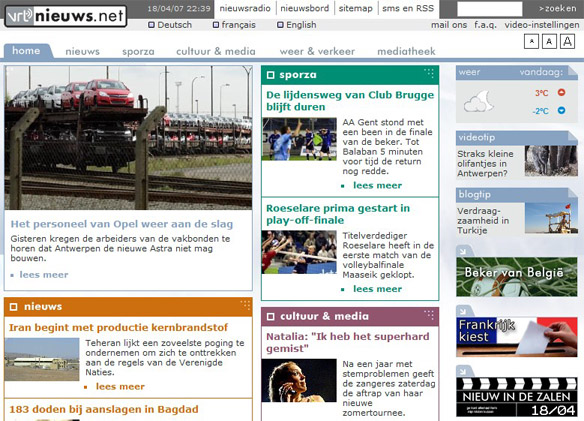 vrt nieuws.net
18/04/07 22:39
nieuwsradio nieuwsbord sitemap sms en RSS
>zoeken
Deutsch français English
mail ons f.a.q. video-instellingen
home nieuws sporza cultuur & media weer & verkeer mediatheek
A A A
Het personeel van Opel weer aan de slag
Gisteren kregen de arbeiders van de vakbonden te
horen dat Antwerpen de nieuwe Astra niet mag
bouwen.
lees meer
nieuws
Iran begint met productie kernbrandstof
Teheran lijkt een zoveelste poging te
ondernemen om zich te onttrekken
aan de regels van de Verenigde
Naties.
lees meer
183 doden bij aanslagen in Bagdad
sporza
De lijdensweg van Club Brugge
blijft duren
AA Gent stond met
een been in de finale
van de beker. Tot
Balaban 5 minuten
voor tijd de return
nog redde.
lees meer
Roeselare prima gestart in
play-off-finale
Titelverdediger
Roeselare heeft in de
eerste match van de
volleybalfinale
Maaseik geklopt.
lees meer
cultuur & media
Natalia: "Ik heb het superhard
gemist"
Na een jaar met
stemproblemen geeft
de zangeres zaterdag
de aftrap van haar
nieuwe
zomertournee.
weer vandaag:
3°C
-2°C
videotip
Straks kleine
olifantjes in
Antwerpen?
blogtip
Verdraag-
zaamheid in
Turkije
Beker van België
Frankrijk
kiest
NIEUW IN DE ZALEN
18/04